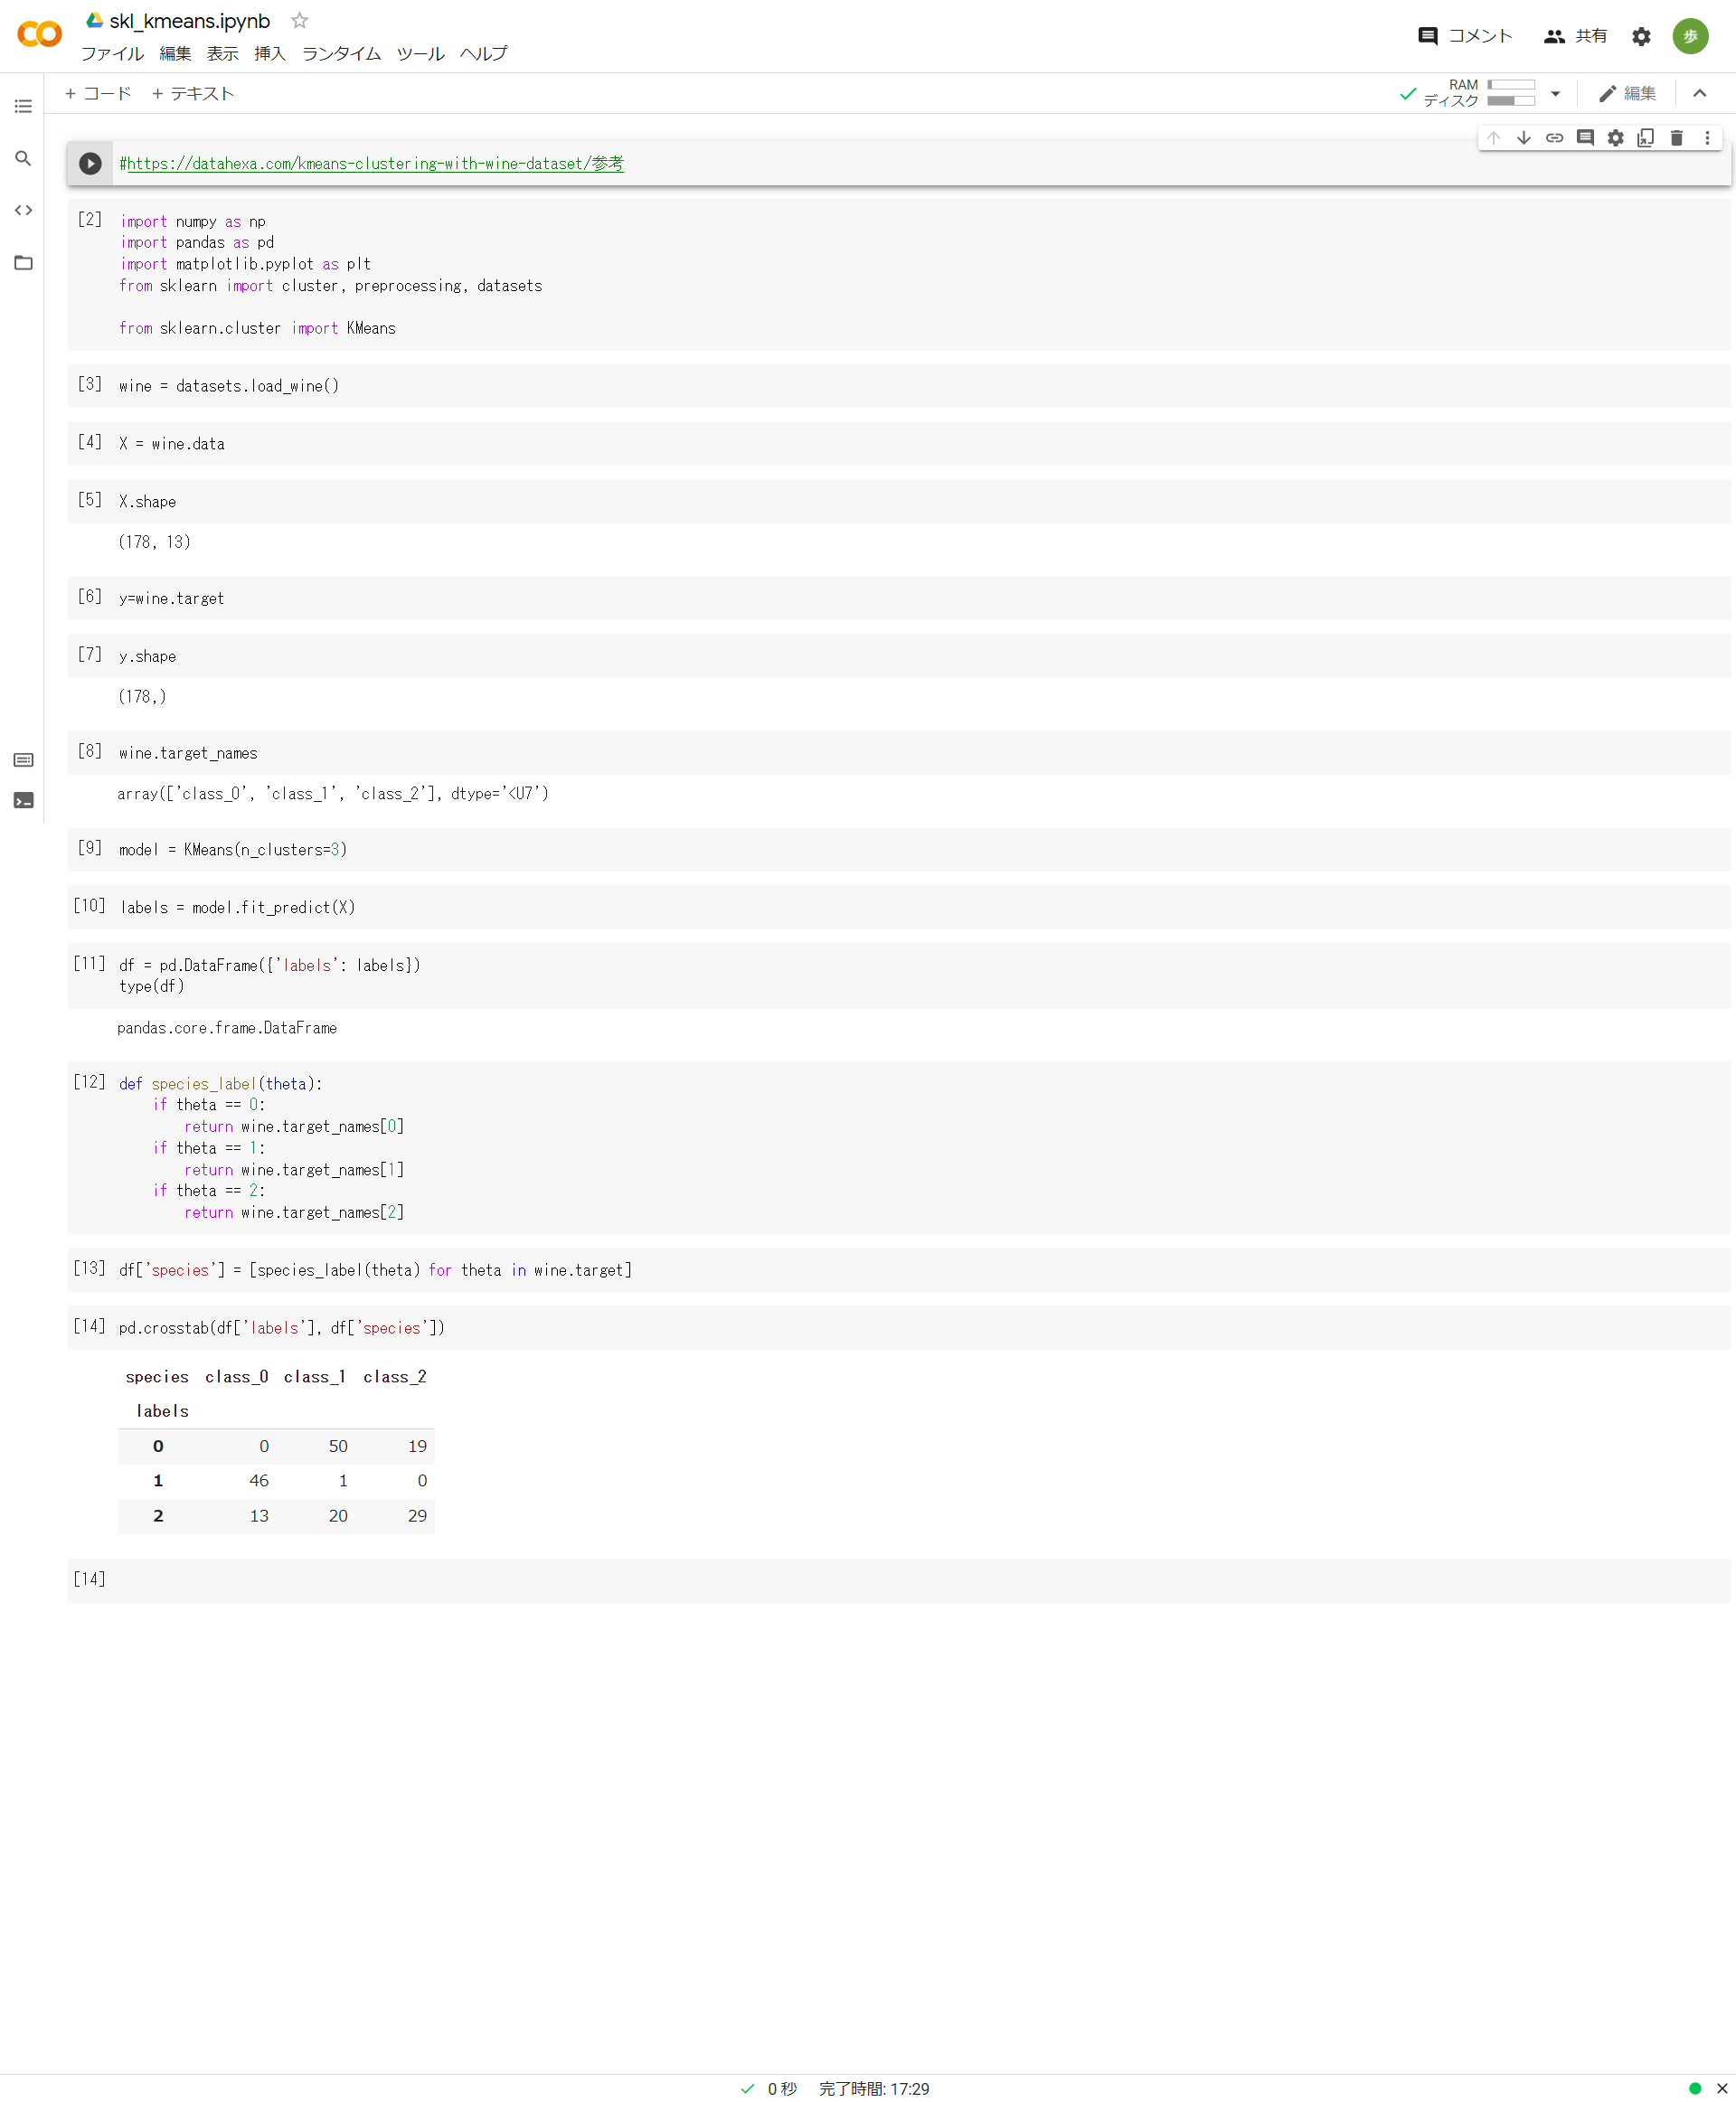 skl_kmeans.ipynb
ファイル 編集 表示 挿入 ランタイム ツール ヘルプ
コメント 共有 歩
+ コード + テキスト
RAM
ディスク
編集
#https://datahexa.com/kmeans-clustering-with-wine-dataset/参考
[2] import numpy as np
import pandas as pd
import matplotlib.pyplot as plt
from sklearn import cluster, preprocessing, datasets
from sklearn.cluster import KMeans
[3] wine = datasets.load_wine()
[4] X = wine.data
[5] X.shape
(178, 13)
[6] y=wine.target
[7] y.shape
(178,)
[8] wine.target_names
array(['class_0', 'class_1', 'class_2'], dtype='<U7')
[9] model = KMeans(n_clusters=3)
[10] labels = model.fit_predict(X)
[11] df = pd.DataFrame({'labels': labels})
type(df)
pandas.core.frame.DataFrame
[12] def species_label(theta):
    if theta == 0:
        return wine.target_names[0]
    if theta == 1:
        return wine.target_names[1]
    if theta == 2:
        return wine.target_names[2]
[13] df['species'] = [species_label(theta) for theta in wine.target]
[14] pd.crosstab(df['labels'], df['species'])
species class_0 class_1 class_2
labels
0 0 50 19
1 46 1 0
2 13 20 29
[14]
0 秒 完了時間: 17:29